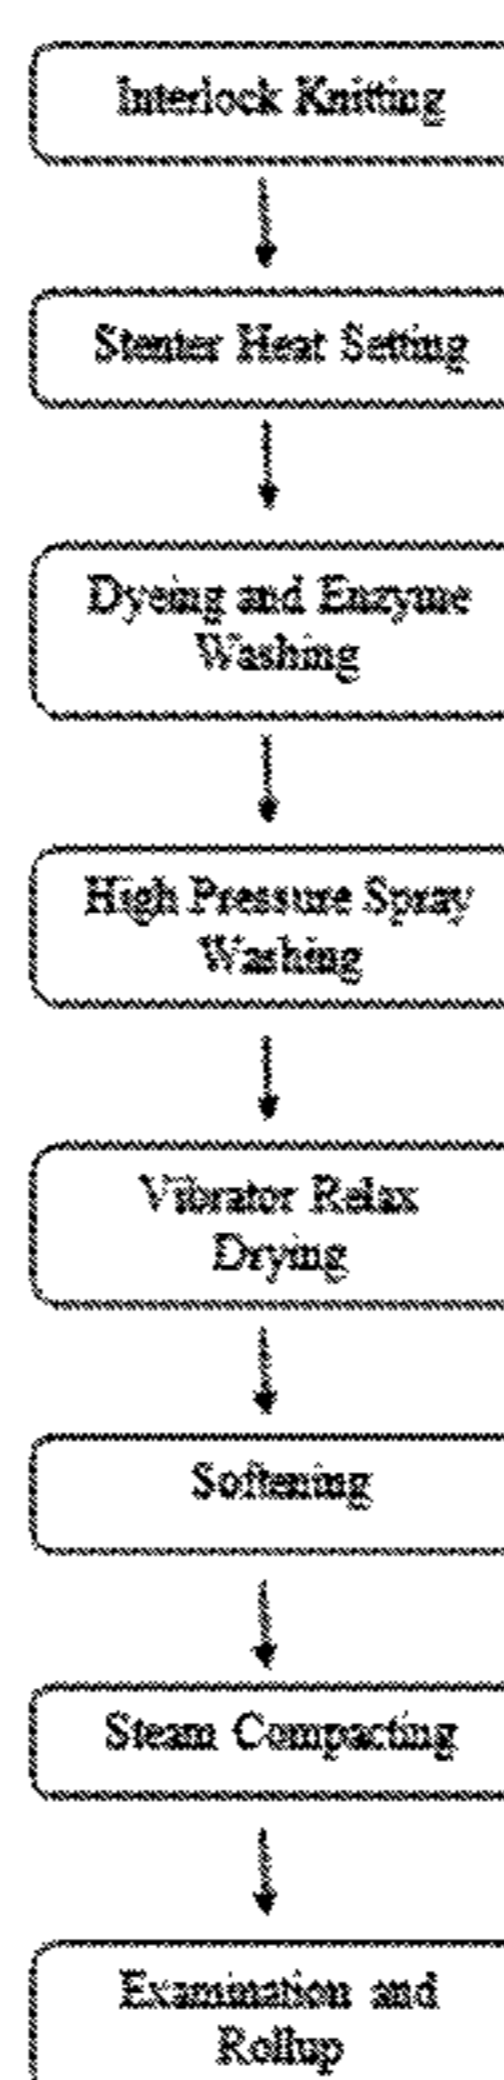 Interlock Knitting
Stenter Heat Setting
Dyeing and Enzyme
Washing
High Pressure Spray
Washing
Vibrator Relax
Drying
Softening
Steam Compacting
Examination and
Rollup